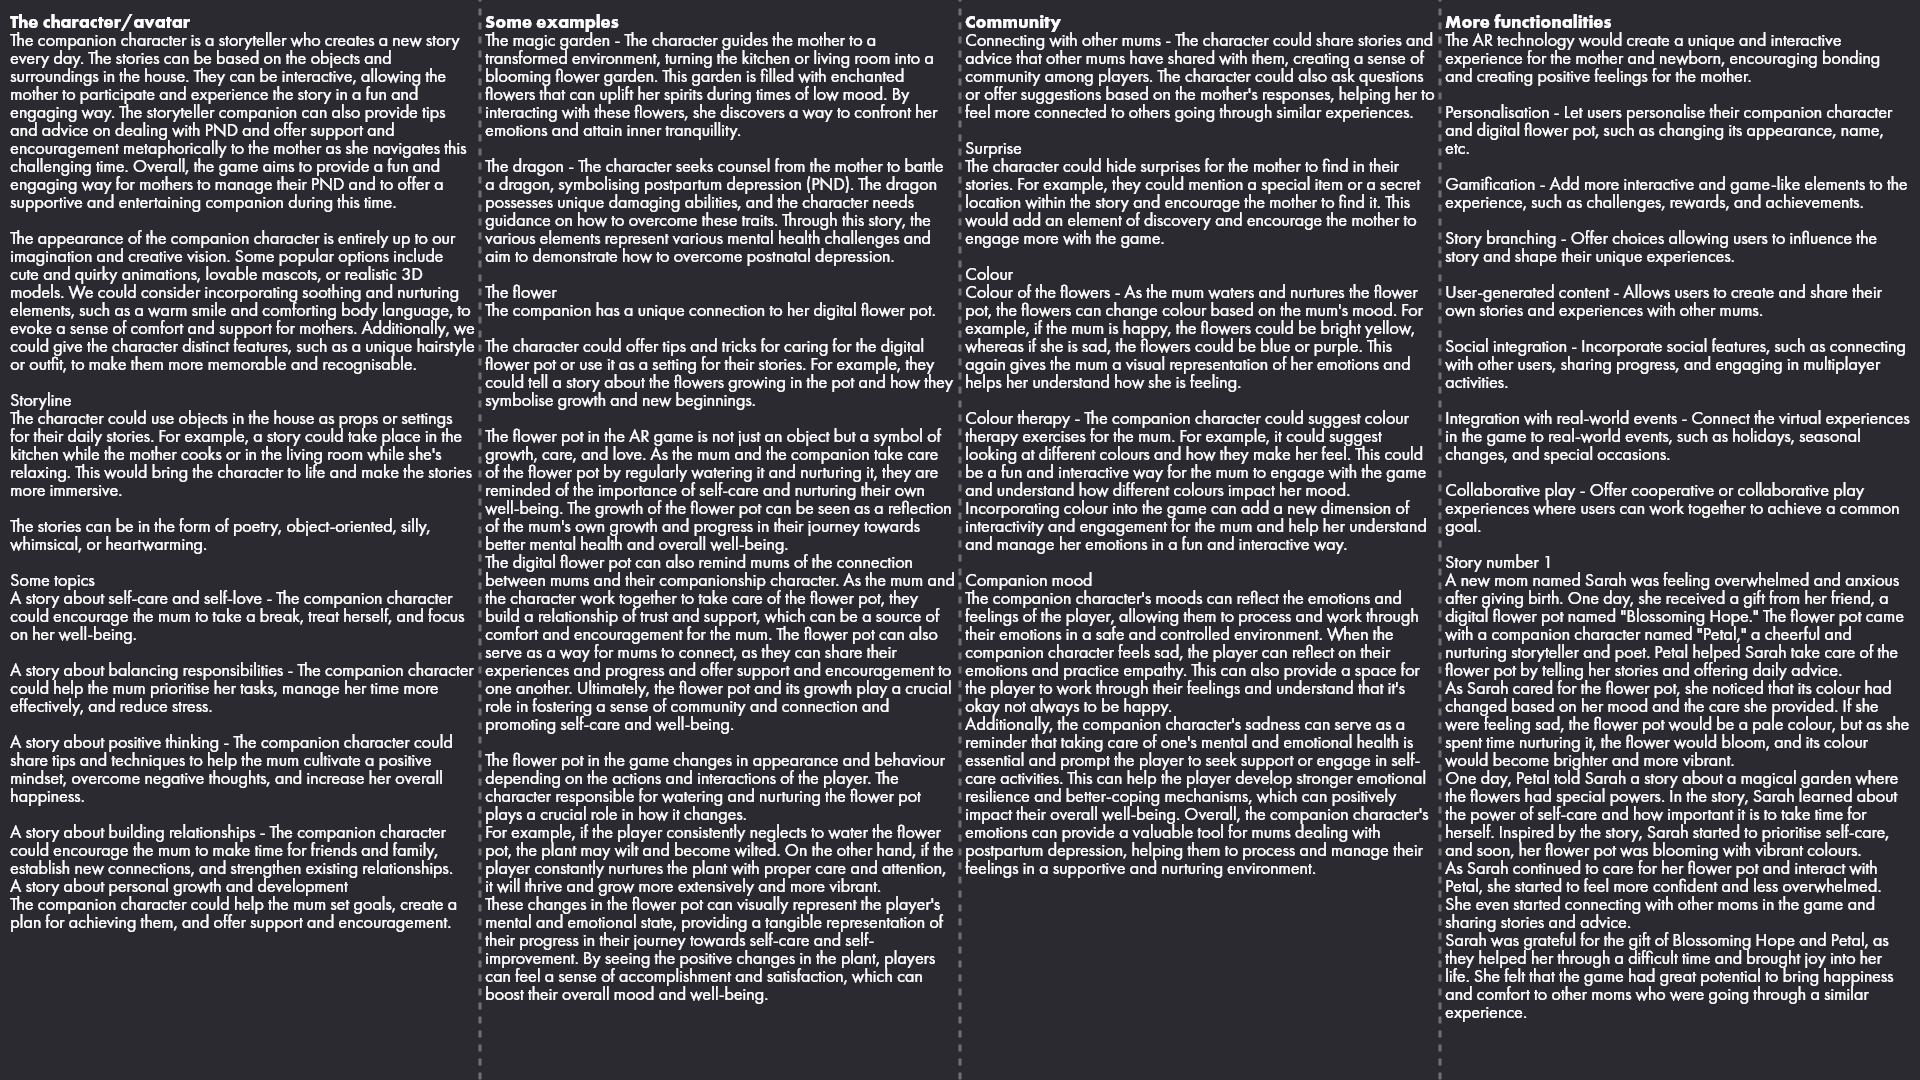 The character/avatar
The companion character is a storyteller who creates a new story
every day. The stories can be based on the objects and
surroundings in the house. They can be interactive, allowing the
mother to participate and experience the story in a fun and
engaging way. The storyteller companion can also provide tips
and advice on dealing with PND and offer support and
encouragement metaphorically to the mother as she navigates this
challenging time. Overall, the game aims to provide a fun and
engaging way for mothers to manage their PND and to offer a
supportive and entertaining companion during this time.
The appearance of the companion character is entirely up to our
imagination and creative vision. Some popular options include
cute and quirky animations, lovable mascots, or realistic 3D
models. We could consider incorporating soothing and nurturing
elements, such as a warm smile and comforting body language, to
evoke a sense of comfort and support for mothers. Additionally, we
could give the character distinct features, such as a unique hairstyle
or outfit, to make them more memorable and recognisable.
Storyline
The character could use objects in the house as props or settings
for their daily stories. For example, a story could take place in the
kitchen while the mother cooks or in the living room while she's
relaxing. This would bring the character to life and make the stories
more immersive.
The stories can be in the form of poetry, object-oriented, silly,
whimsical, or heartwarming.
Some topics
A story about self-care and self-love - The companion character
could encourage the mum to take a break, treat herself, and focus
on her well-being.
A story about balancing responsibilities - The companion character
could help the mum prioritise her tasks, manage her time more
effectively, and reduce stress.
A story about positive thinking - The companion character could
share tips and techniques to help the mum cultivate a positive
mindset, overcome negative thoughts, and increase her overall
happiness.
A story about building relationships - The companion character
could encourage the mum to make time for friends and family,
establish new connections, and strengthen existing relationships.
A story about personal growth and development
The companion character could help the mum set goals, create a
plan for achieving them, and offer support and encouragement.
Some examples
The magic garden - The character guides the mother to a
transformed environment, turning the kitchen or living room into a
blooming flower garden. This garden is filled with enchanted
flowers that can uplift her spirits during times of low mood. By
interacting with these flowers, she discovers a way to confront her
emotions and attain inner tranquillity.
The dragon - The character seeks counsel from the mother to battle
a dragon, symbolising postpartum depression (PND). The dragon
possesses unique damaging abilities, and the character needs
guidance on how to overcome these traits. Through this story, the
various elements represent various mental health challenges and
aim to demonstrate how to overcome postnatal depression.
The flower
The companion has a unique connection to her digital flower pot.
The character could offer tips and tricks for caring for the digital
flower pot or use it as a setting for their stories. For example, they
could tell a story about the flowers growing in the pot and how they
symbolise growth and new beginnings.
The flower pot in the AR game is not just an object but a symbol of
growth, care, and love. As the mum and the companion take care
of the flower pot by regularly watering it and nurturing it, they are
reminded of the importance of self-care and nurturing their own
well-being. The growth of the flower pot can be seen as a reflection
of the mum's own growth and progress in their journey towards
better mental health and overall well-being.
The digital flower pot can also remind mums of the connection
between mums and their companionship character. As the mum and
the character work together to take care of the flower pot, they
build a relationship of trust and support, which can be a source of
comfort and encouragement for the mum. The flower pot can also
serve as a way for mums to connect, as they can share their
experiences and progress and offer support and encouragement to
one another. Ultimately, the flower pot and its growth play a crucial
role in fostering a sense of community and connection and
promoting self-care and well-being.
The flower pot in the game changes in appearance and behaviour
depending on the actions and interactions of the player. The
character responsible for watering and nurturing the flower pot
plays a crucial role in how it changes.
For example, if the player consistently neglects to water the flower
pot, the plant may wilt and become wilted. On the other hand, if the
player constantly nurtures the plant with proper care and attention,
it will thrive and grow more extensively and more vibrant.
These changes in the flower pot can visually represent the player's
mental and emotional state, providing a tangible representation of
their progress in their journey towards self-care and self-
improvement. By seeing the positive changes in the plant, players
can feel a sense of accomplishment and satisfaction, which can
boost their overall mood and well-being.
Community
Connecting with other mums - The character could share stories and
advice that other mums have shared with them, creating a sense of
community among players. The character could also ask questions
or offer suggestions based on the mother's responses, helping her to
feel more connected to others going through similar experiences.
Surprise
The character could hide surprises for the mother to find in their
stories. For example, they could mention a special item or a secret
location within the story and encourage the mother to find it. This
would add an element of discovery and encourage the mother to
engage more with the game.
Colour
Colour of the flowers - As the mum waters and nurtures the flower
pot, the flowers can change colour based on the mum's mood. For
example, if the mum is happy, the flowers could be bright yellow,
whereas if she is sad, the flowers could be blue or purple. This
again gives the mum a visual representation of her emotions and
helps her understand how she is feeling.
Colour therapy - The companion character could suggest colour
therapy exercises for the mum. For example, it could suggest
looking at different colours and how they make her feel. This could
be a fun and interactive way for the mum to engage with the game
and understand how different colours impact her mood.
Incorporating colour into the game can add a new dimension of
interactivity and engagement for the mum and help her understand
and manage her emotions in a fun and interactive way.
Companion mood
The companion character's moods can reflect the emotions and
feelings of the player, allowing them to process and work through
their emotions in a safe and controlled environment. When the
companion character feels sad, the player can reflect on their
emotions and practice empathy. This can also provide a space for
the player to work through their feelings and understand that it's
okay not always to be happy.
Additionally, the companion character's sadness can serve as a
reminder that taking care of one's mental and emotional health is
essential and prompt the player to seek support or engage in self-
care activities. This can help the player develop stronger emotional
resilience and better-coping mechanisms, which can positively
impact their overall well-being. Overall, the companion character's
emotions can provide a valuable tool for mums dealing with
postpartum depression, helping them to process and manage their
feelings in a supportive and nurturing environment.
More functionalities
The AR technology would create a unique and interactive
experience for the mother and newborn, encouraging bonding
and creating positive feelings for the mother.
Personalisation - Let users personalise their companion character
and digital flower pot, such as changing its appearance, name,
etc.
Gamification - Add more interactive and game-like elements to the
experience, such as challenges, rewards, and achievements.
Story branching - Offer choices allowing users to influence the
story and shape their unique experiences.
User-generated content - Allows users to create and share their
own stories and experiences with other mums.
Social integration - Incorporate social features, such as connecting
with other users, sharing progress, and engaging in multiplayer
activities.
Integration with real-world events - Connect the virtual experiences
in the game to real-world events, such as holidays, seasonal
changes, and special occasions.
Collaborative play - Offer cooperative or collaborative play
experiences where users can work together to achieve a common
goal.
Story number 1
A new mom named Sarah was feeling overwhelmed and anxious
after giving birth. One day, she received a gift from her friend, a
digital flower pot named "Blossoming Hope." The flower pot came
with a companion character named "Petal," a cheerful and
nurturing storyteller and poet. Petal helped Sarah take care of the
flower pot by telling her stories and offering daily advice.
As Sarah cared for the flower pot, she noticed that its colour had
changed based on her mood and the care she provided. If she
were feeling sad, the flower pot would be a pale colour, but as she
spent time nurturing it, the flower would bloom, and its colour
would become brighter and more vibrant.
One day, Petal told Sarah a story about a magical garden where
the flowers had special powers. In the story, Sarah learned about
the power of self-care and how important it is to take time for
herself. Inspired by the story, Sarah started to prioritise self-care,
and soon, her flower pot was blooming with vibrant colours.
As Sarah continued to care for her flower pot and interact with
Petal, she started to feel more confident and less overwhelmed.
She even started connecting with other moms in the game and
sharing stories and advice.
Sarah was grateful for the gift of Blossoming Hope and Petal, as
they helped her through a difficult time and brought joy into her
life. She felt that the game had great potential to bring happiness
and comfort to other moms who were going through a similar
experience.